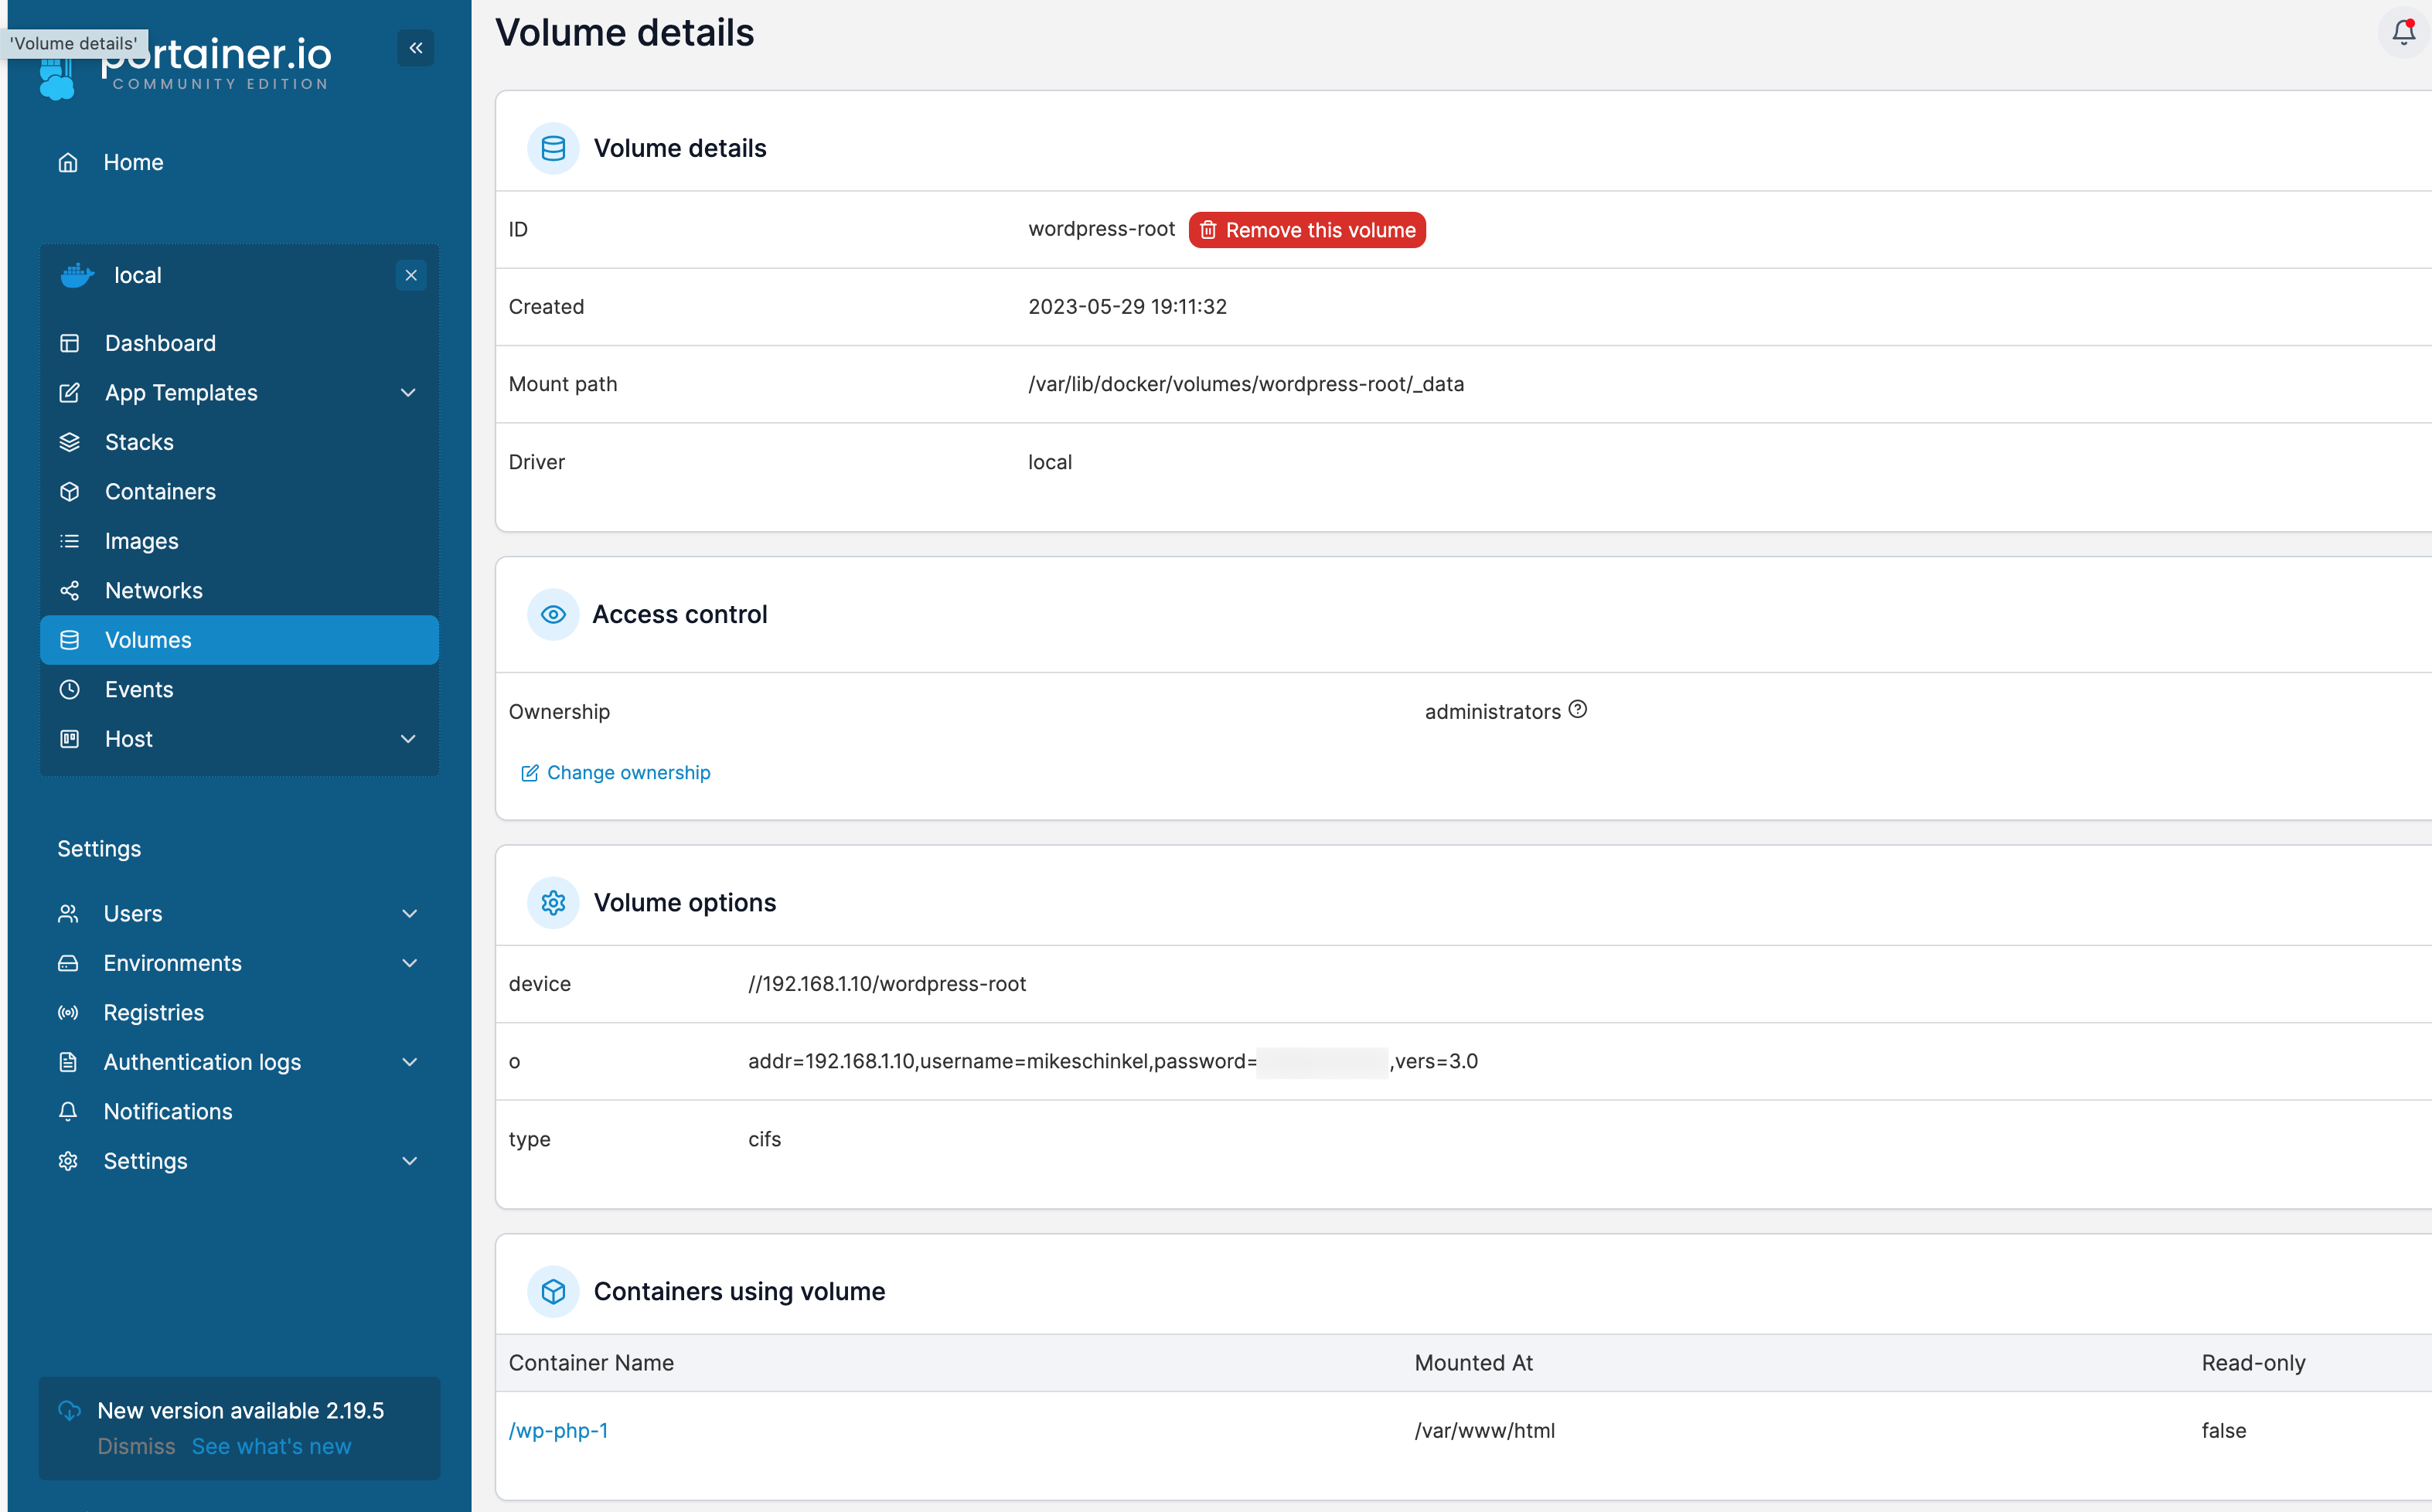 'Volume details'
portainer.io
COMMUNITY EDITION
Home
local
Dashboard
App Templates
Stacks
Containers
Images
Networks
Volumes
Events
Host
Settings
Users
Environments
Registries
Authentication logs
Notifications
Settings
New version available 2.19.5
Dismiss See what's new
Volume details
Volume details
ID wordpress-root Remove this volume
Created 2023-05-29 19:11:32
Mount path /var/lib/docker/volumes/wordpress-root/_data
Driver local
Access control
Ownership administrators
Change ownership
Volume options
device //192.168.1.10/wordpress-root
o addr=192.168.1.10,username=mikeschinkel,password= ,vers=3.0
type cifs
Containers using volume
Container Name Mounted At Read-only
/wp-php-1 /var/www/html false